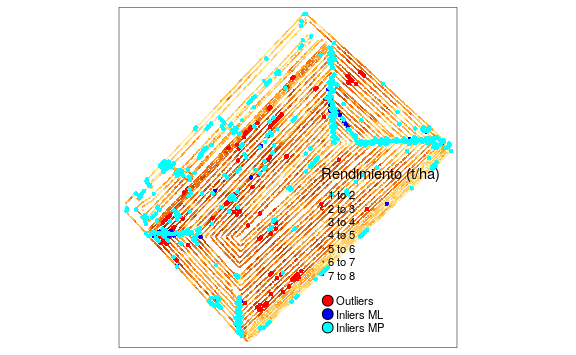 Rendimiento (t/ha)
1 to 2
2 to 3
3 to 4
4 to 5
5 to 6
6 to 7
7 to 8
Outliers
Inliers ML
Inliers MP